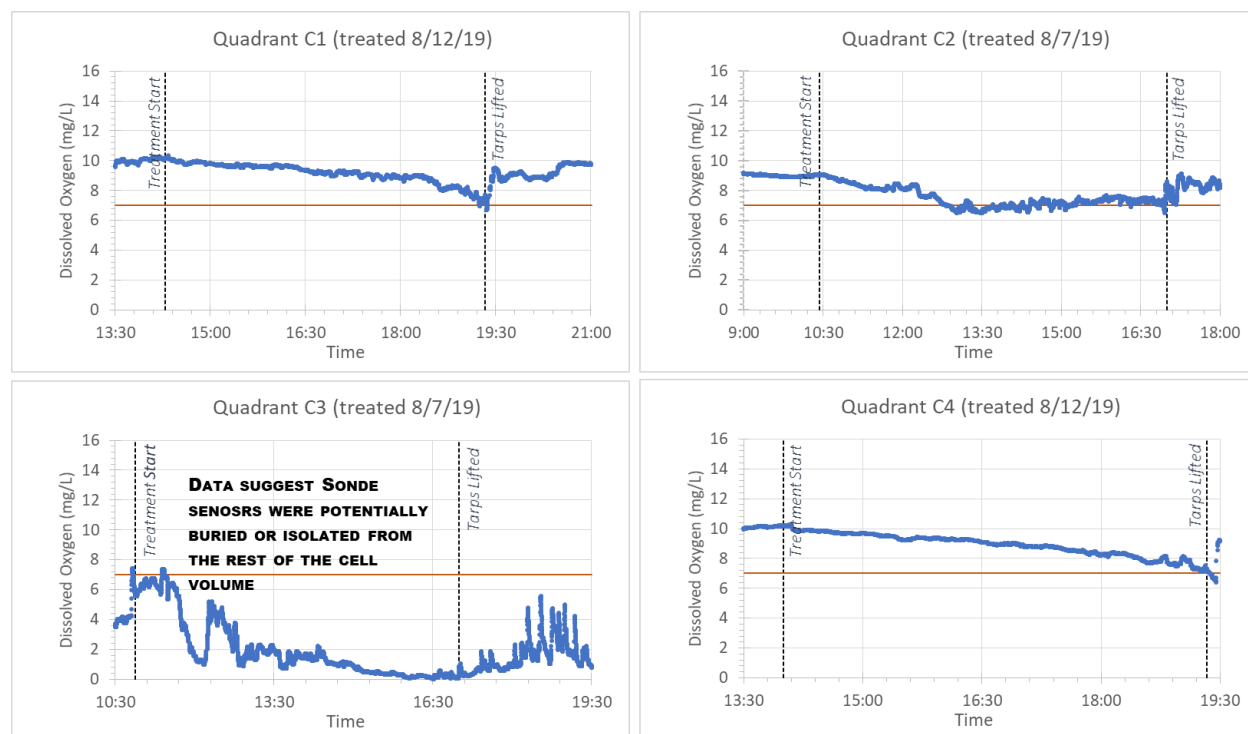 Quadrant C1 (treated 8/12/19)
Dissolved Oxygen (mg/L)
16
14
12
10
8
6
4
2
0
Treatment Start
Tarps Lifted
13:30 15:00 16:30 18:00 19:30 21:00
Time
Quadrant C2 (treated 8/7/19)
Dissolved Oxygen (mg/L)
16
14
12
10
8
6
4
2
0
Treatment Start
Tarps Lifted
9:00 10:30 12:00 13:30 15:00 16:30 18:00
Time
Quadrant C3 (treated 8/7/19)
Dissolved Oxygen (mg/L)
16
14
12
10
8
6
4
2
0
Treatment Start
DATA SUGGEST SONDE
SENOSRS WERE POTENTIALLY
BURIED OR ISOLATED FROM
THE REST OF THE CELL
VOLUME
Tarps Lifted
10:30 13:30 16:30 19:30
Time
Quadrant C4 (treated 8/12/19)
Dissolved Oxygen (mg/L)
16
14
12
10
8
6
4
2
0
Treatment Start
Tarps Lifted
13:30 15:00 16:30 18:00 19:30
Time